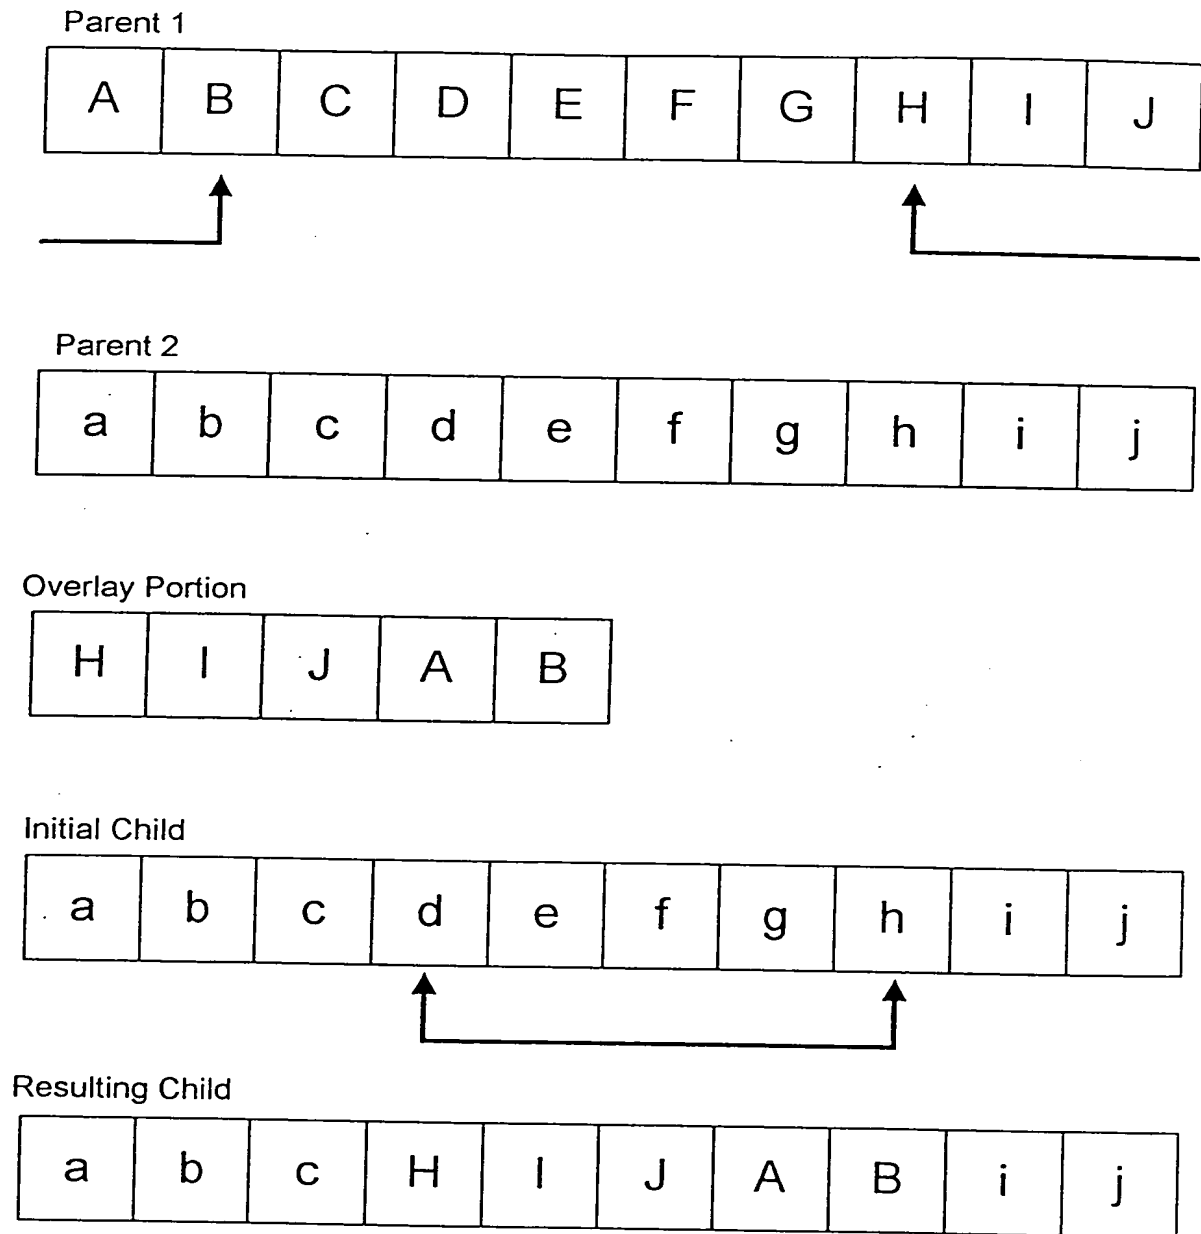 Parent 1
A B C D E F G H I J
Parent 2
a b c d e f g h i j
Overlay Portion
H I J A B
Initial Child
a b c d e f g h i j
Resulting Child
a b c H I J A B i j